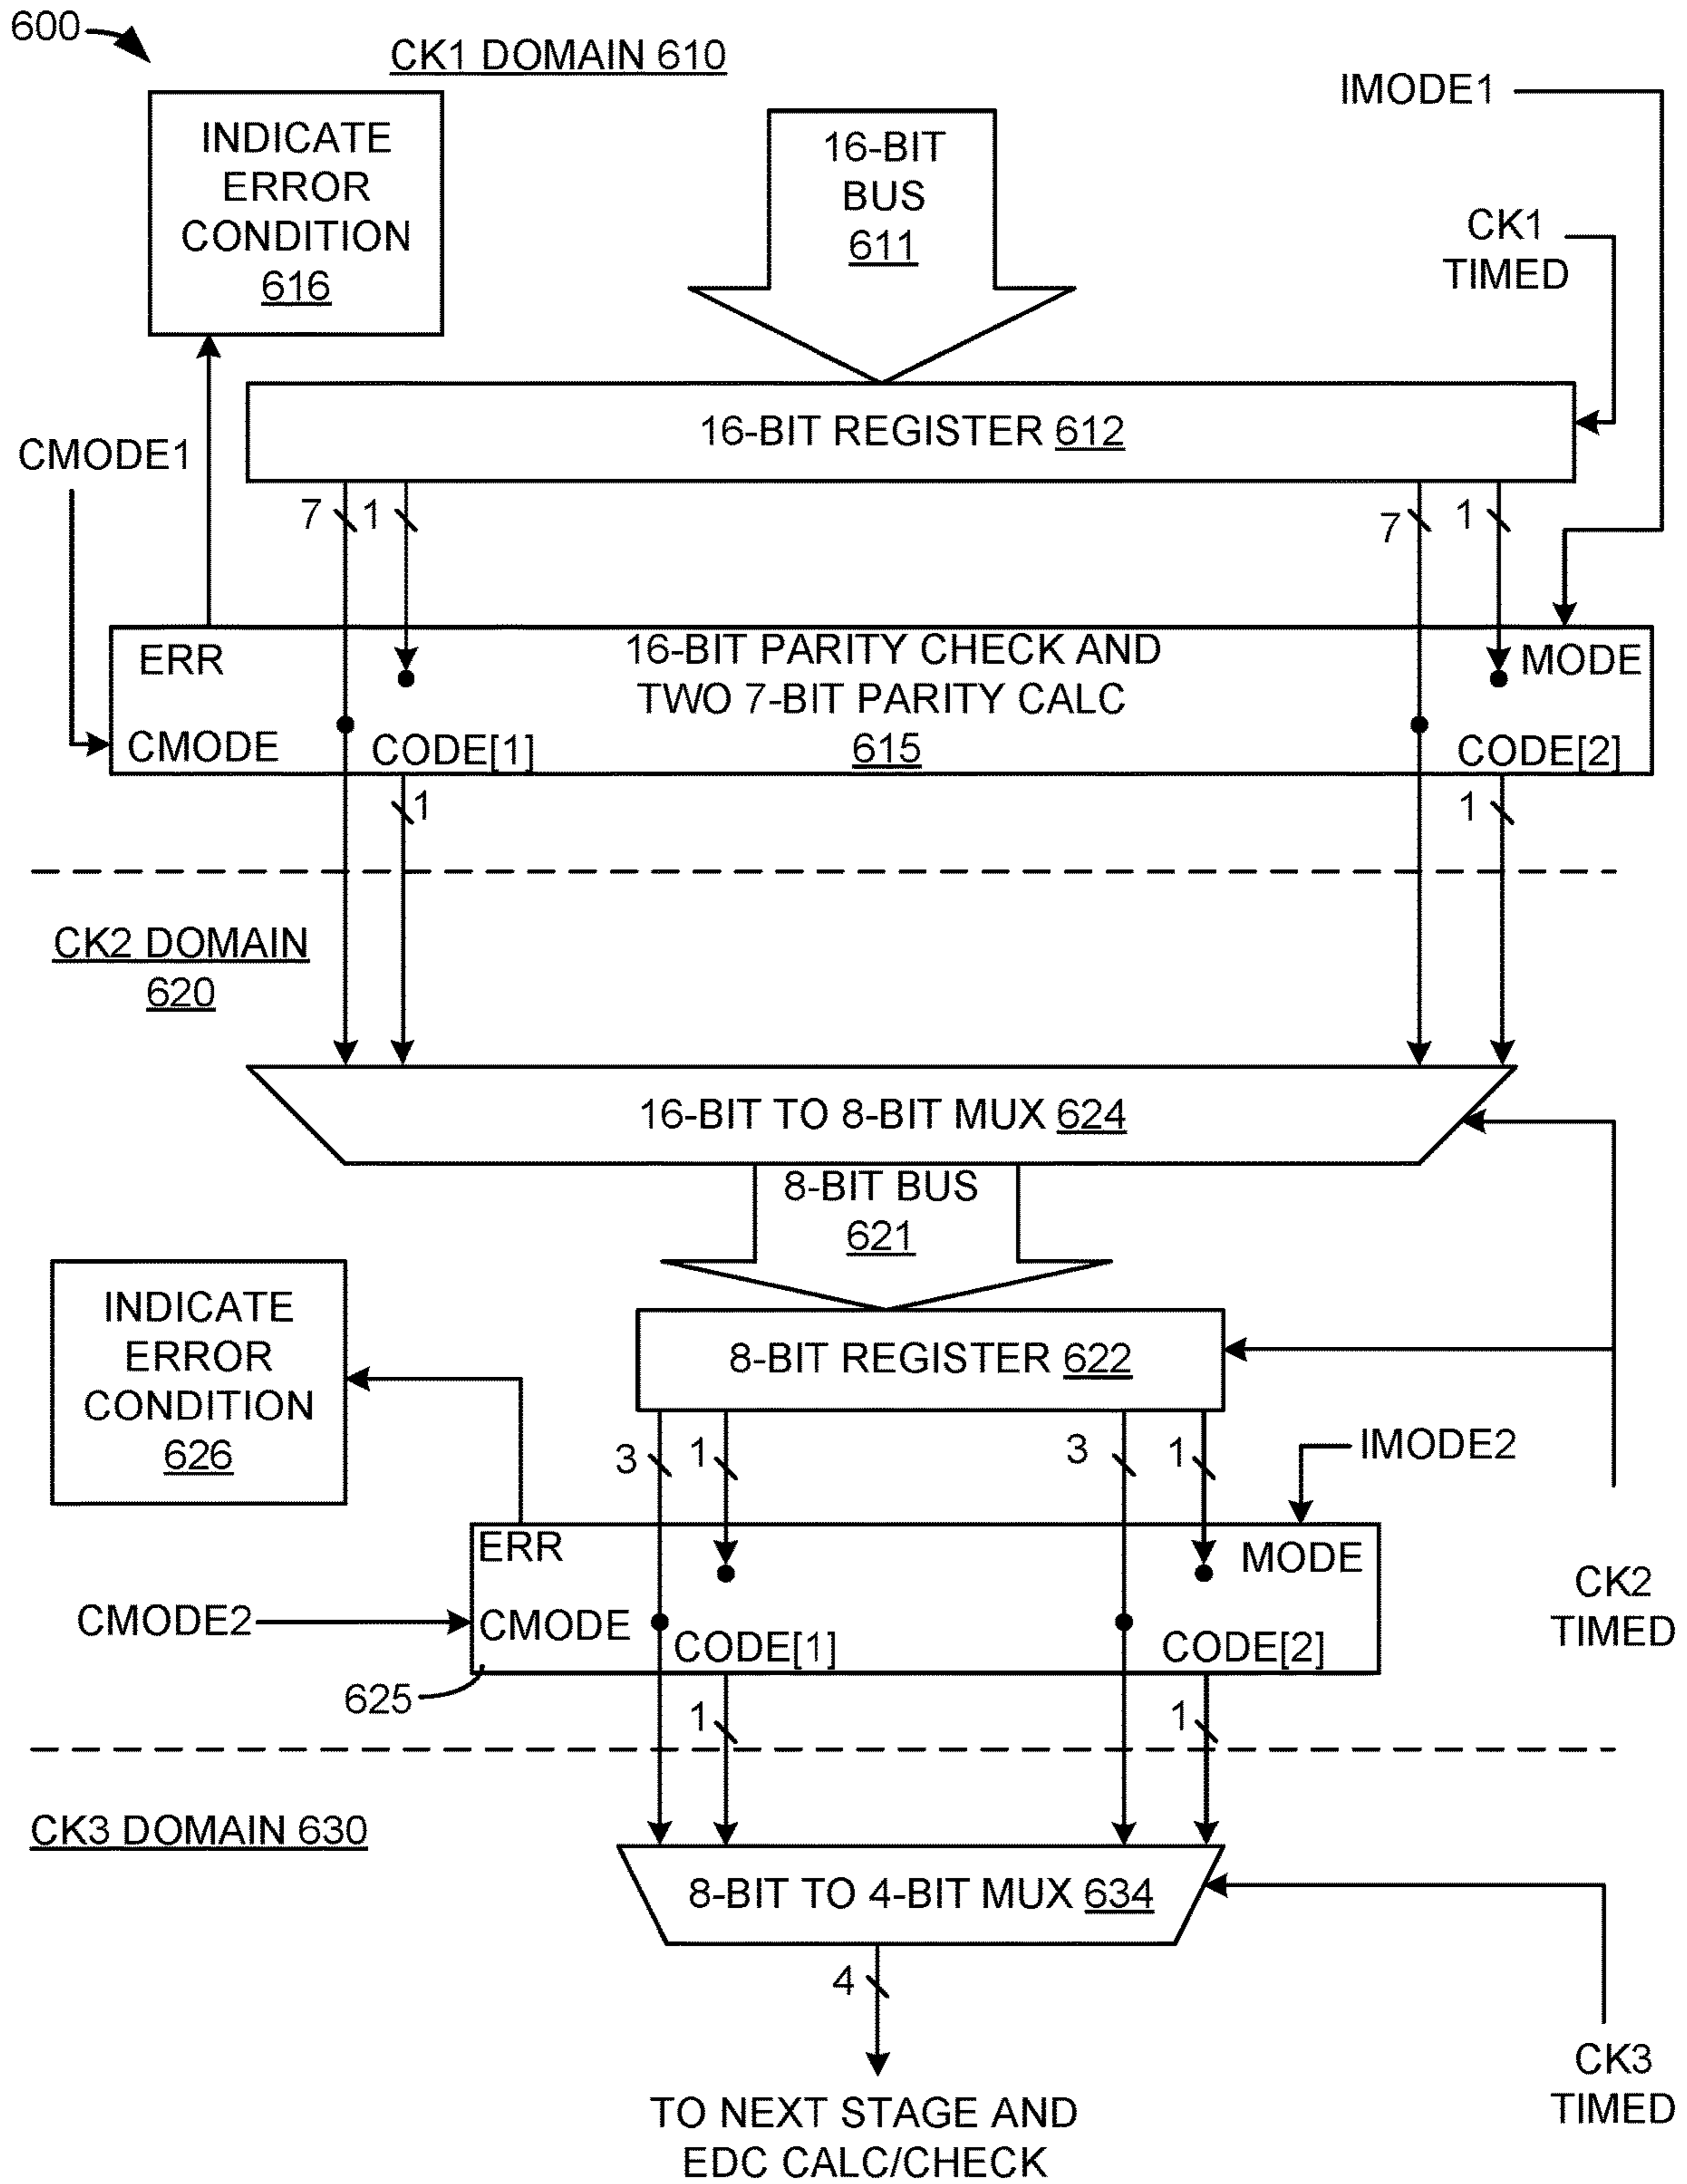 600
CK1 DOMAIN 610
IMODE1
INDICATE
ERROR
CONDITION
616
16-BIT
BUS
611
CK1
TIMED
CMODE1
16-BIT REGISTER 612
7
1
7
1
ERR
16-BIT PARITY CHECK AND
TWO 7-BIT PARITY CALC
615
MODE
CMODE
CODE[1]
CODE[2]
1
1
CK2 DOMAIN
620
16-BIT TO 8-BIT MUX 624
8-BIT BUS
621
INDICATE
ERROR
CONDITION
626
8-BIT REGISTER 622
3
1
3
1
IMODE2
ERR
MODE
CMODE2
CMODE
CODE[1]
CODE[2]
CK2
TIMED
625
1
1
CK3 DOMAIN 630
8-BIT TO 4-BIT MUX 634
4
CK3
TIMED
TO NEXT STAGE AND
EDC CALC/CHECK